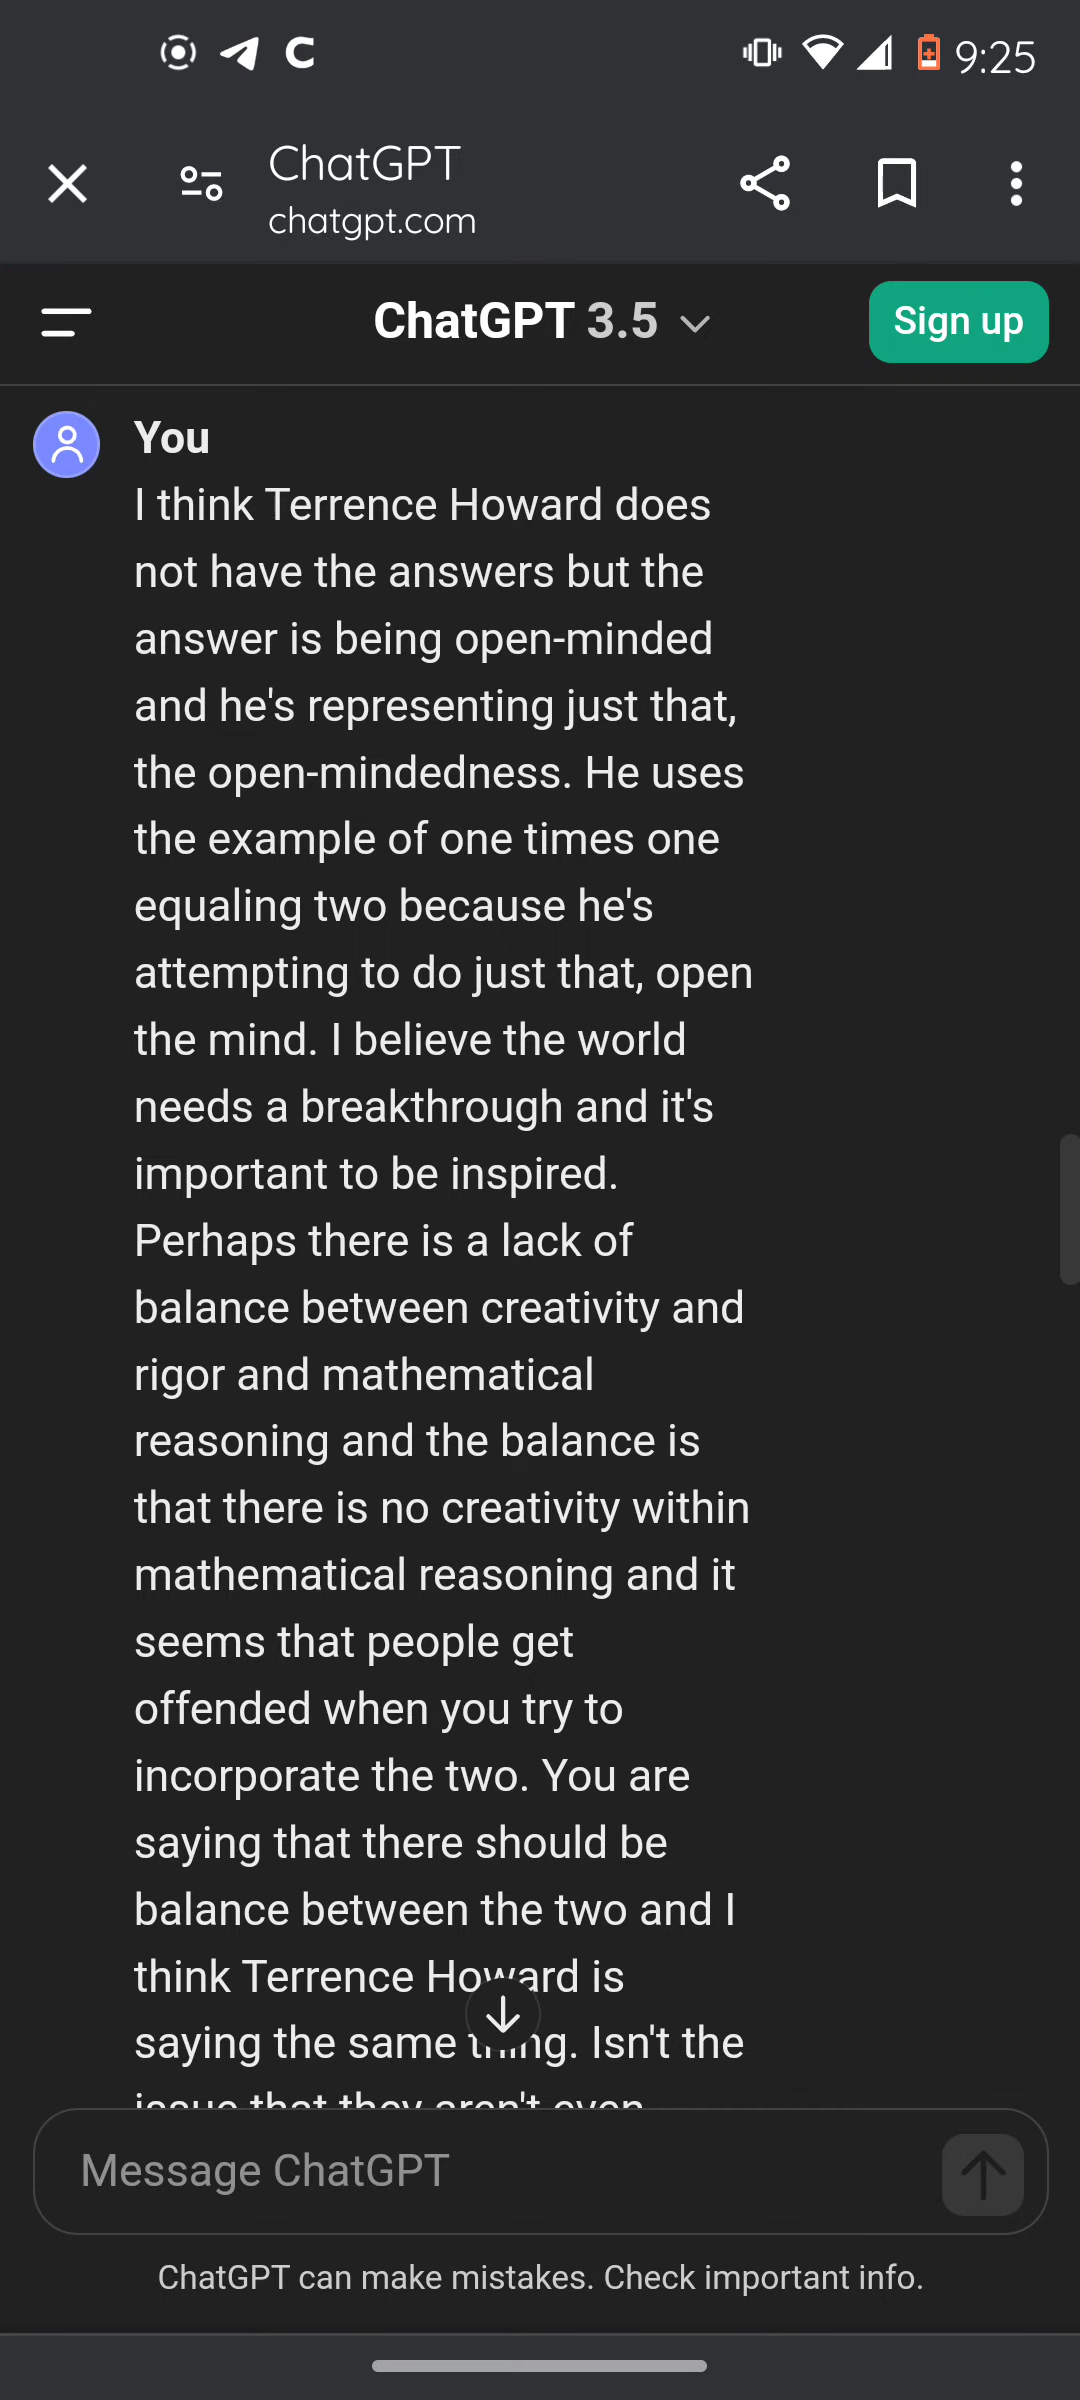 9:25
ChatGPT
chatgpt.com
ChatGPT 3.5
Sign up
You
I think Terrence Howard does
not have the answers but the
answer is being open-minded
and he's representing just that,
the open-mindedness. He uses
the example of one times one
equaling two because he's
attempting to do just that, open
the mind. I believe the world
needs a breakthrough and it's
important to be inspired.
Perhaps there is a lack of
balance between creativity and
rigor and mathematical
reasoning and the balance is
that there is no creativity within
mathematical reasoning and it
seems that people get
offended when you try to
incorporate the two. You are
saying that there should be
balance between the two and I
think Terrence Howard is
saying the same thing. Isn't the
issue that they aren't even
Message ChatGPT
ChatGPT can make mistakes. Check important info.